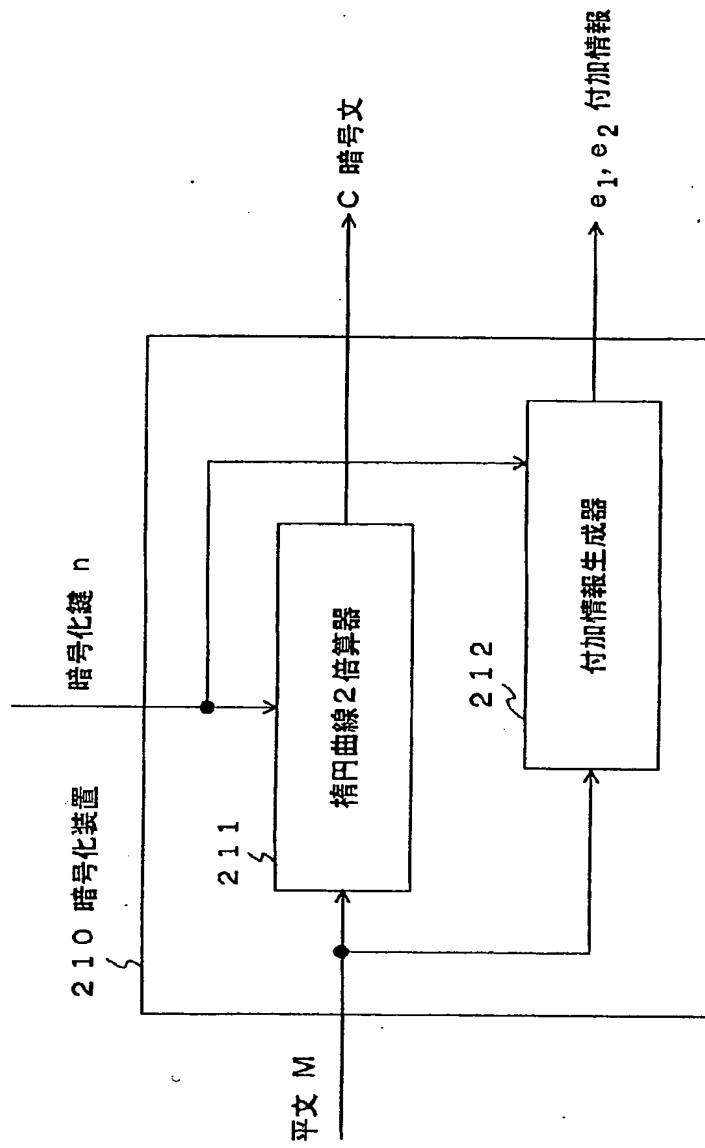 暗号化鍵 n
210 暗号化装置
211
楕円曲線2倍算器
C 暗号文
平文 M
212
付加情報生成器
e₁, e₂ 付加情報